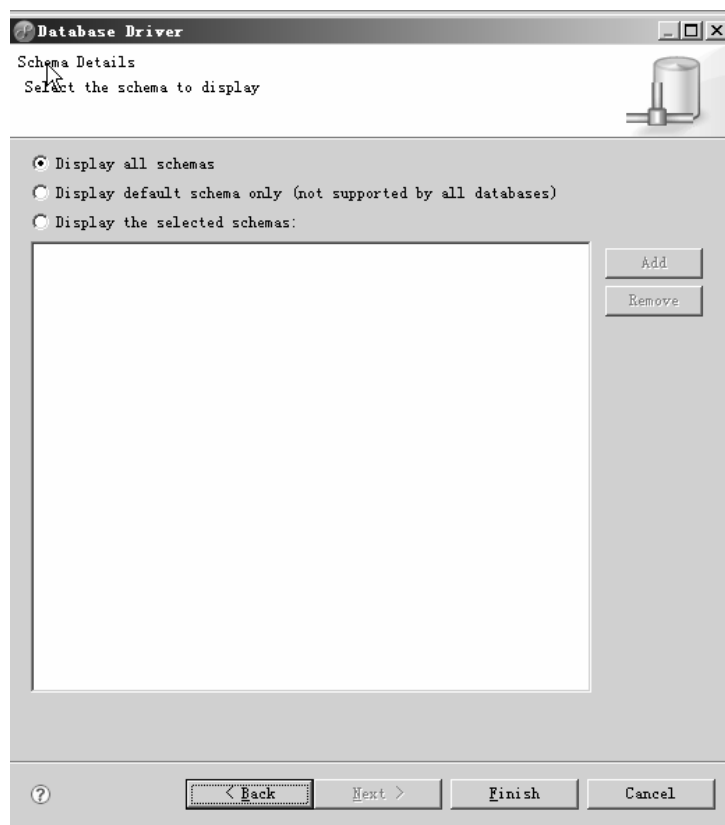 Database Driver
Schema Details
Select the schema to display
Display all schemas
Display default schema only (not supported by all databases)
Display the selected schemas:
Add
Remove
?
< Back
Next >
Finish
Cancel